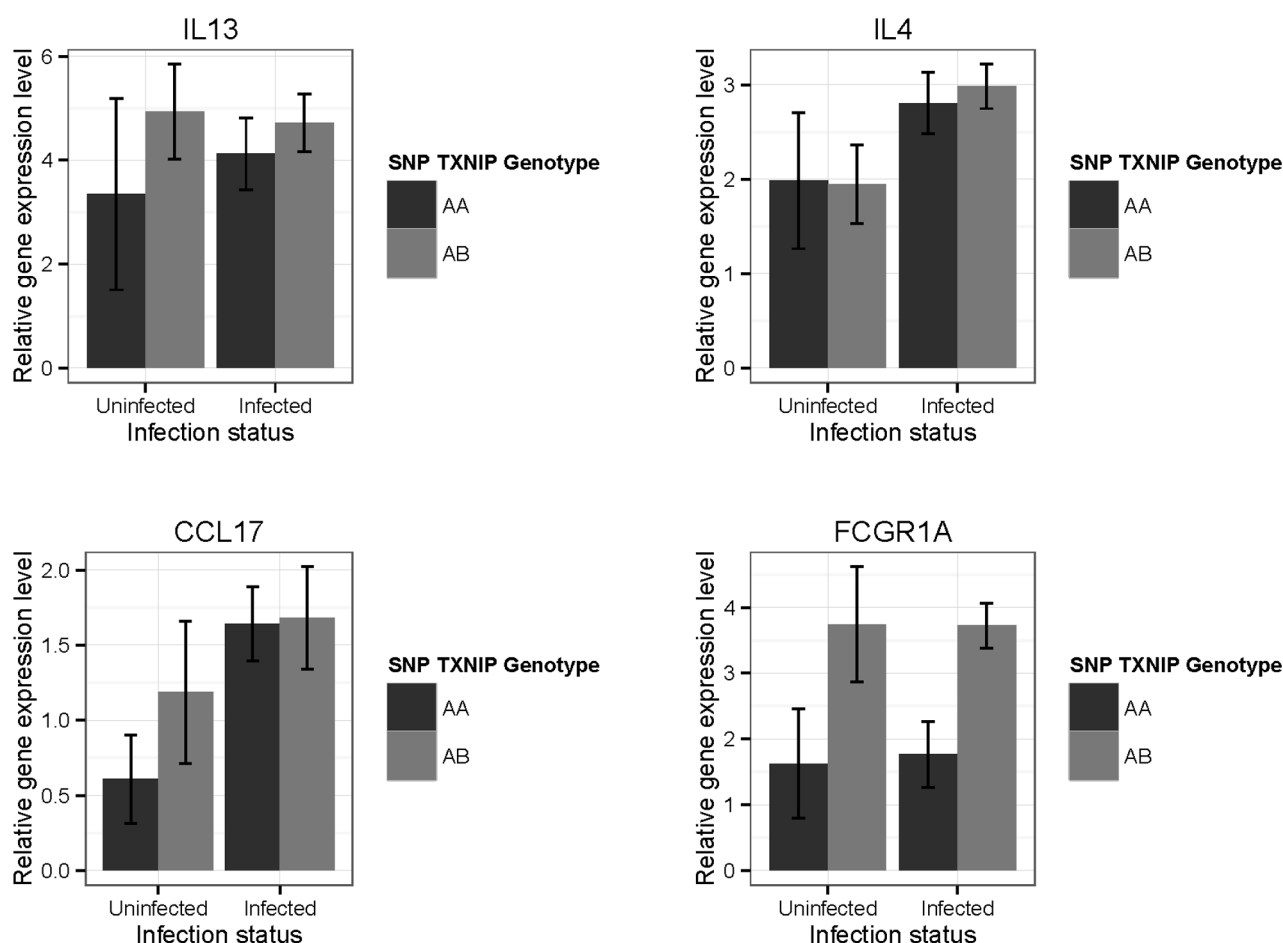 IL13
Relative gene expression level
6
4
2
0
Uninfected Infected
Infection status
SNP TXNIP Genotype
AA
AB
IL4
Relative gene expression level
3
2
1
0
Uninfected Infected
Infection status
SNP TXNIP Genotype
AA
AB
CCL17
Relative gene expression level
2.0
1.5
1.0
0.5
0.0
Uninfected Infected
Infection status
SNP TXNIP Genotype
AA
AB
FCGR1A
Relative gene expression level
4
3
2
1
0
Uninfected Infected
Infection status
SNP TXNIP Genotype
AA
AB